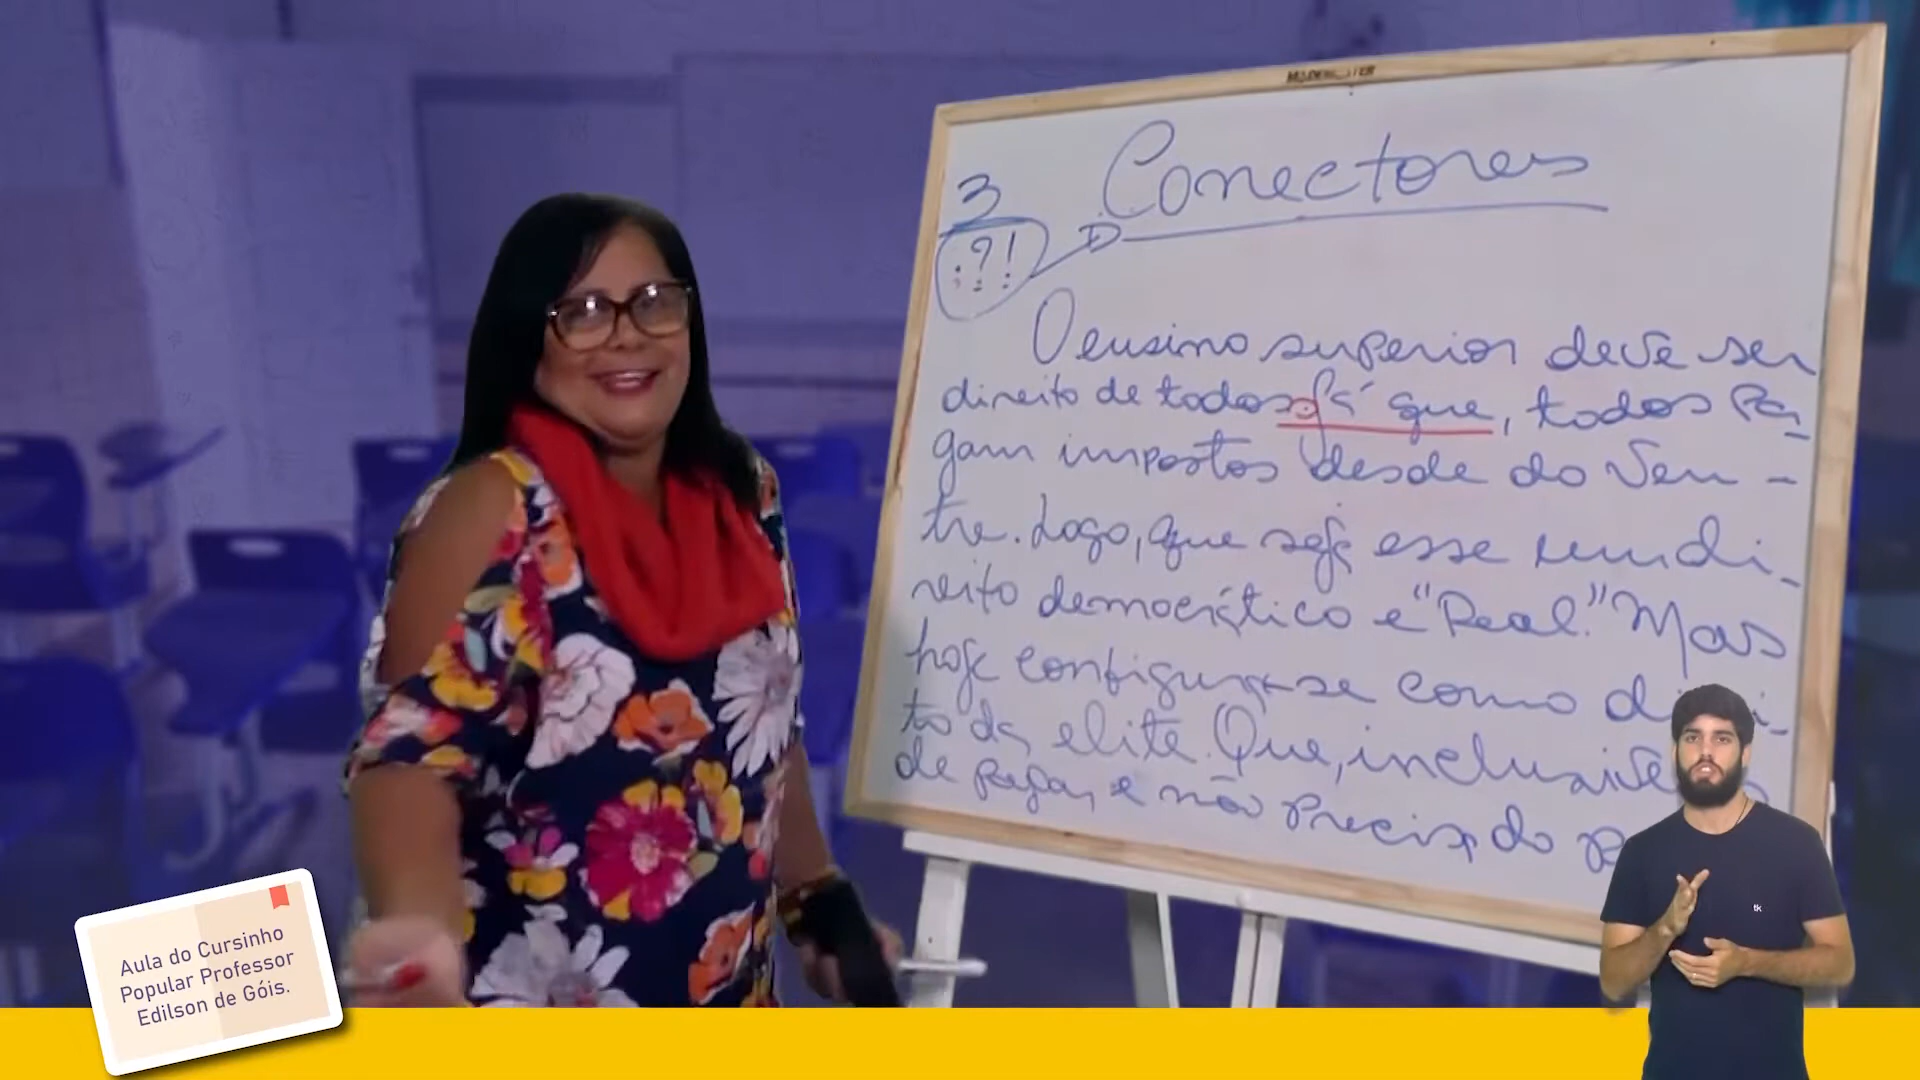 Conectores
3
. ; ? !
O ensino superior deve ser
direito de todos já que, todos Pa
gam impostos desde do Ven -
tre. Logo, que seja esse um di-
reito democrático e "Real." Mas
hoje configura-se como di
to da elite. Que, inclusive
de pagar e não precisa do
Aula do Cursinho
Popular Professor
Edilson de Góis.
tk